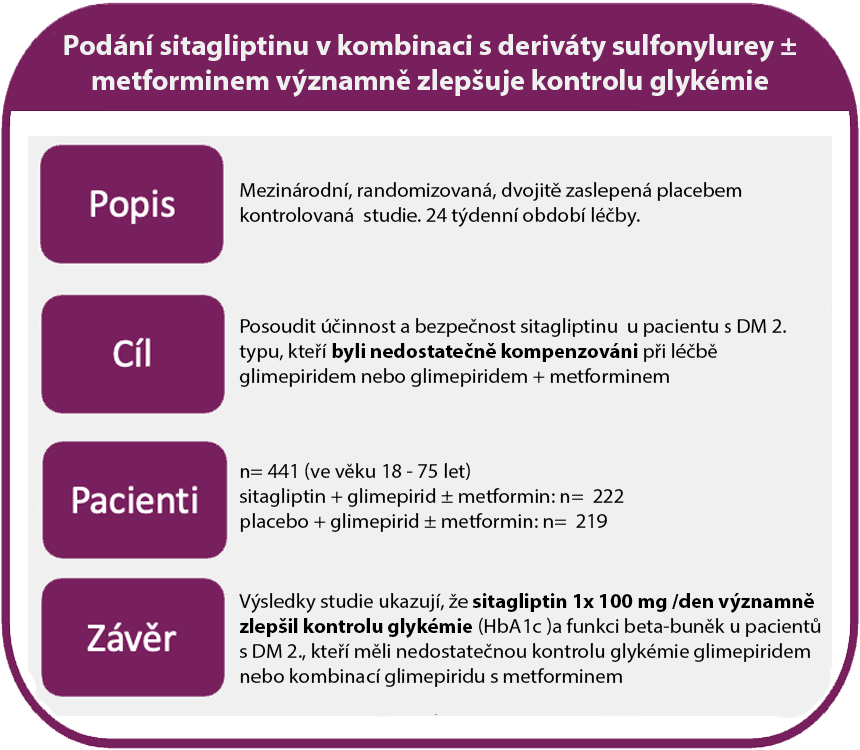 Podání sitagliptinu v kombinaci s deriváty sulfonylurey ±
metforminem významně zlepšuje kontrolu glykémie
Popis
Mezinárodní, randomizovaná, dvojitě zaslepená placebem
kontrolovaná studie. 24 týdenní období léčby.
Cíl
Posoudit účinnost a bezpečnost sitagliptinu u pacientu s DM 2.
typu, kteří byli nedostatečně kompenzováni při léčbě
glimepiridem nebo glimepiridem + metforminem
Pacienti
n= 441 (ve věku 18 - 75 let)
sitagliptin + glimepirid ± metformin: n= 222
placebo + glimepirid ± metformin: n= 219
Závěr
Výsledky studie ukazují, že sitagliptin 1x 100 mg /den významně
zlepšil kontrolu glykémie (HbA1c )a funkci beta-buněk u pacientů
s DM 2., kteří měli nedostatečnou kontrolu glykémie glimepiridem
nebo kombinací glimepiridu s metforminem